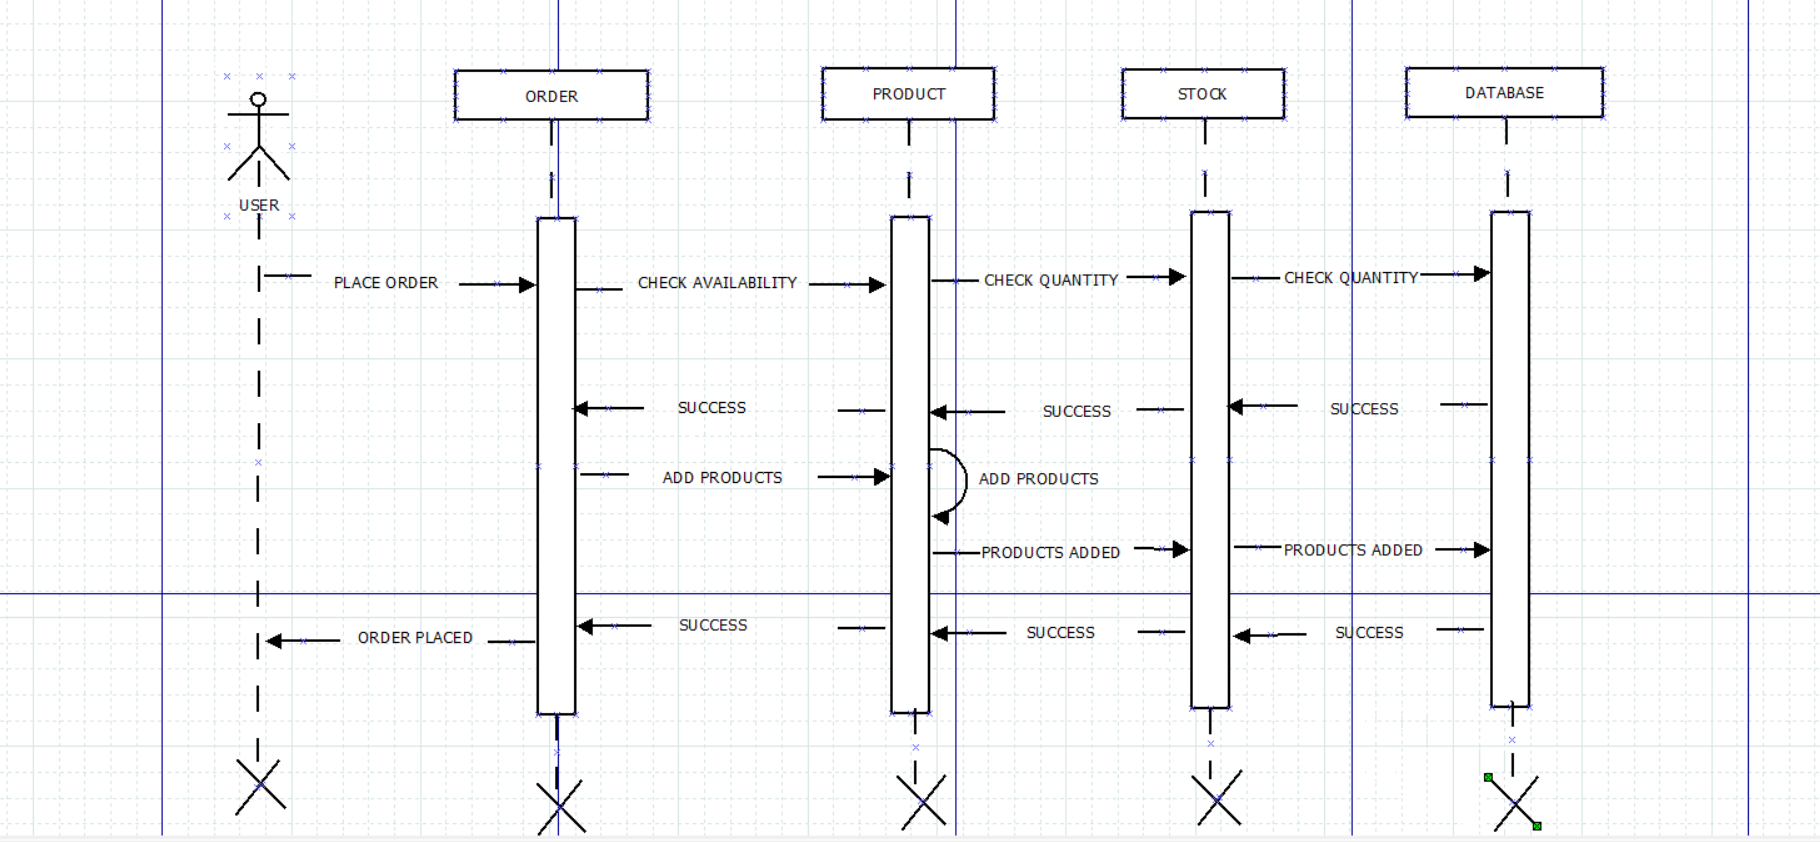 ORDER
PRODUCT
STOCK
DATABASE
USER
PLACE ORDER
CHECK AVAILABILITY
CHECK QUANTITY
CHECK QUANTITY
SUCCESS
SUCCESS
SUCCESS
ADD PRODUCTS
ADD PRODUCTS
PRODUCTS ADDED
PRODUCTS ADDED
ORDER PLACED
SUCCESS
SUCCESS
SUCCESS